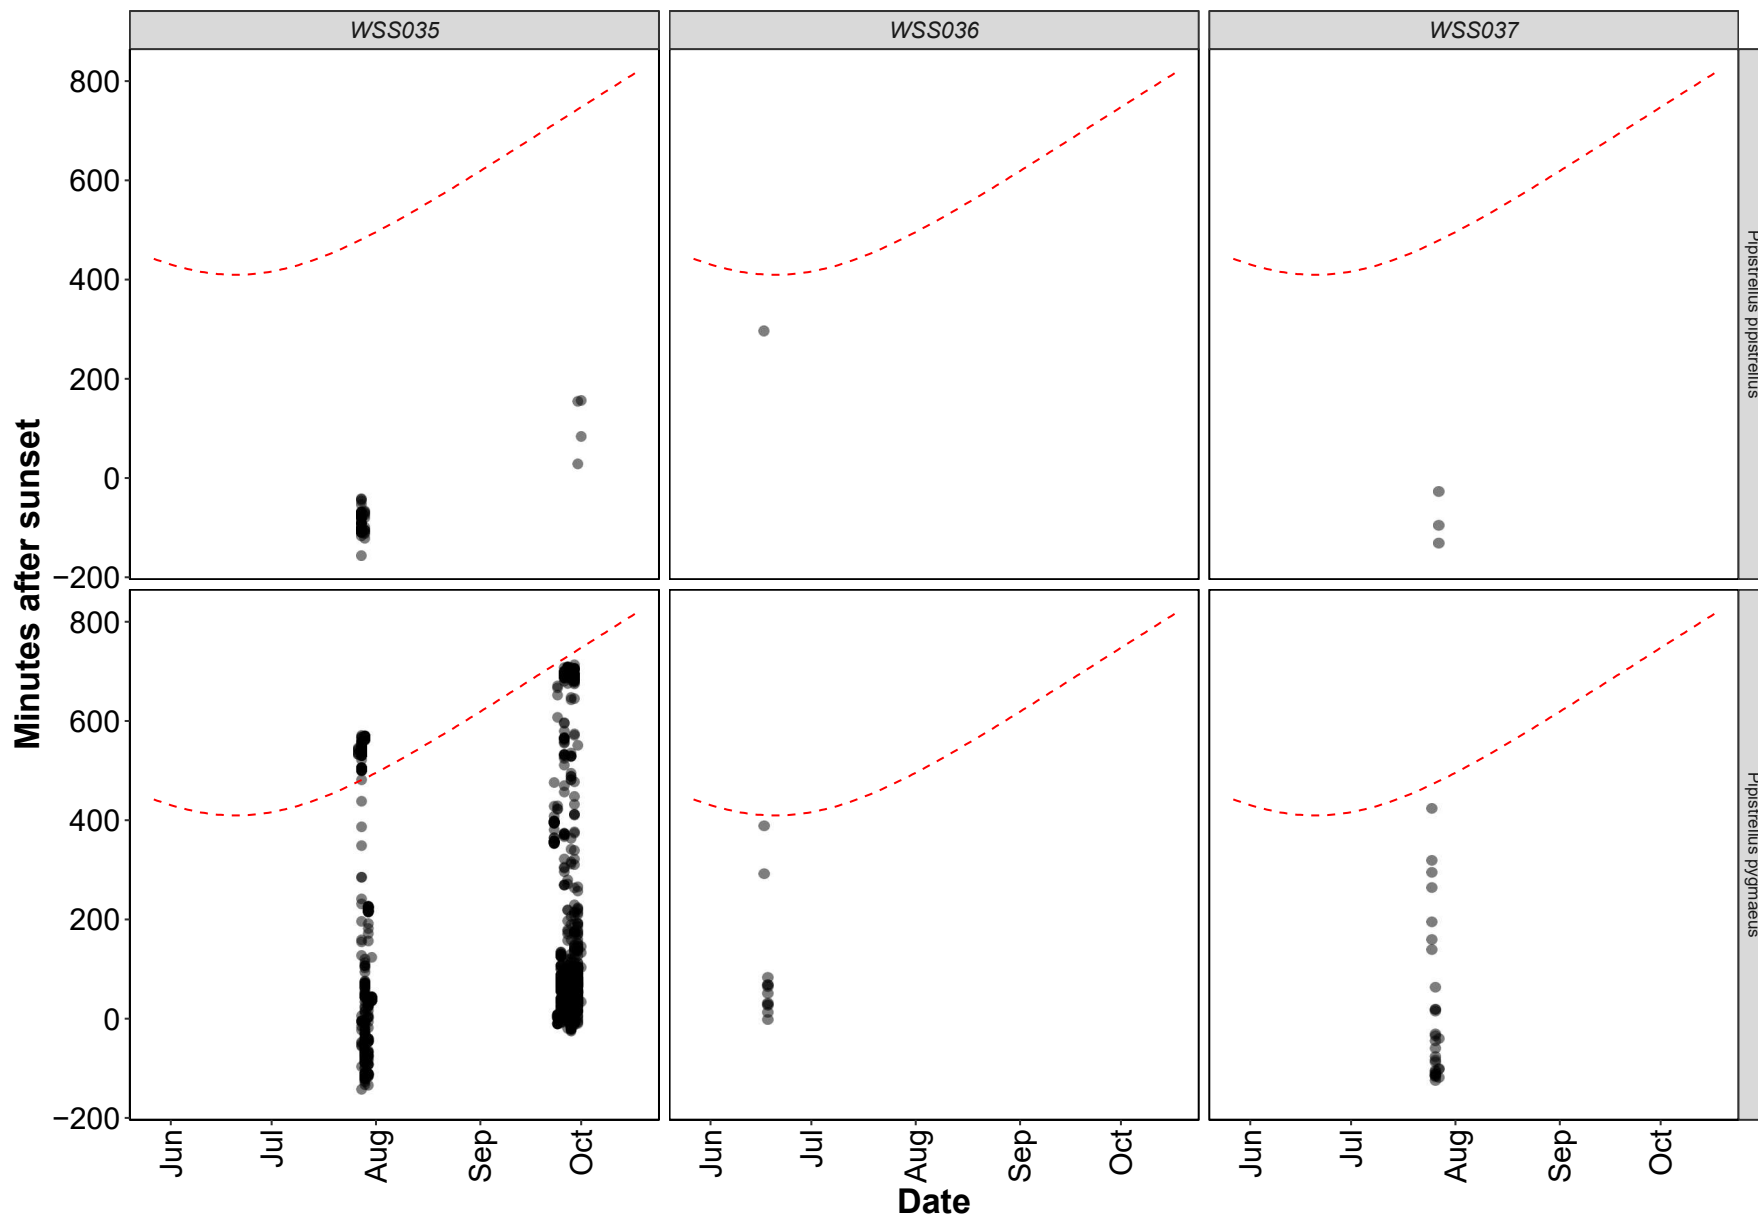 WSS035 WSS036 WSS037
800
600
400
200
0
−200
Pipistrellus pipistrellus
800
600
400
200
0
−200
Pipistrellus pygmaeus
Minutes after sunset
Jun Jul Aug Sep Oct Jun Jul Aug Sep Oct Jun Jul Aug Sep Oct
Date